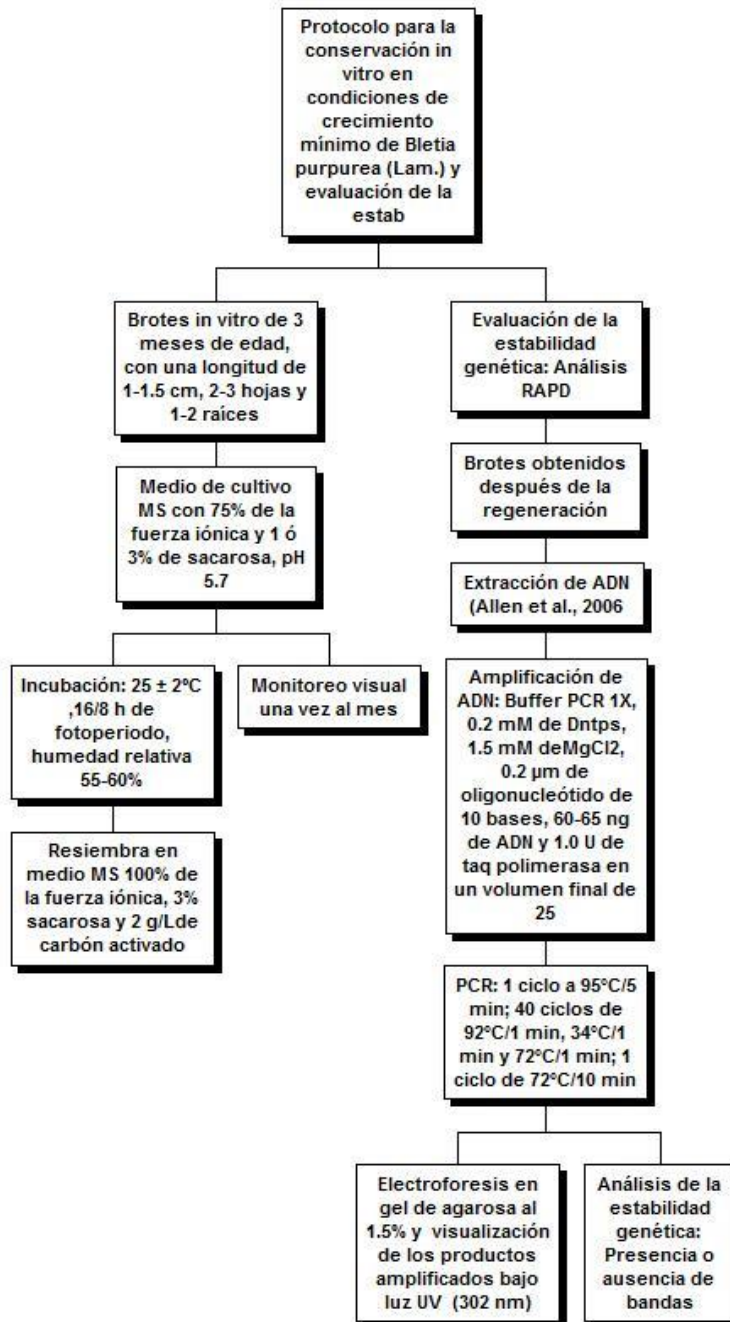 Protocolo para la
conservación in
vitro en
condiciones de
crecimiento
mínimo de Bletia
purpurea (Lam.) y
evaluación de la
estab
Brotes in vitro de 3
meses de edad,
con una longitud de
1-1.5 cm, 2-3 hojas y
1-2 raíces
Medio de cultivo
MS con 75% de la
fuerza iónica y 1 ó
3% de sacarosa, pH
5.7
Incubación: 25 ± 2ºC
,16/8 h de
fotoperiodo,
humedad relativa
55-60%
Monitoreo visual
una vez al mes
Resiembra en
medio MS 100% de
la fuerza iónica, 3%
sacarosa y 2 g/Lde
carbón activado
Evaluación de la
estabilidad
genética: Análisis
RAPD
Brotes obtenidos
después de la
regeneración
Extracción de ADN
(Allen et al., 2006
Amplificación de
ADN: Buffer PCR 1X,
0.2 mM de Dntps,
1.5 mM deMgCl2,
0.2 µm de
oligonucleótido de
10 bases, 60-65 ng
de ADN y 1.0 U de
taq polimerasa en
un volumen final de
25
PCR: 1 ciclo a 95°C/5
min; 40 ciclos de
92°C/1 min, 34°C/1
min y 72°C/1 min; 1
ciclo de 72°C/10 min
Electroforesis en
gel de agarosa al
1.5% y visualización
de los productos
amplificados bajo
luz UV (302 nm)
Análisis de la
estabilidad
genética:
Presencia o
ausencia de
bandas